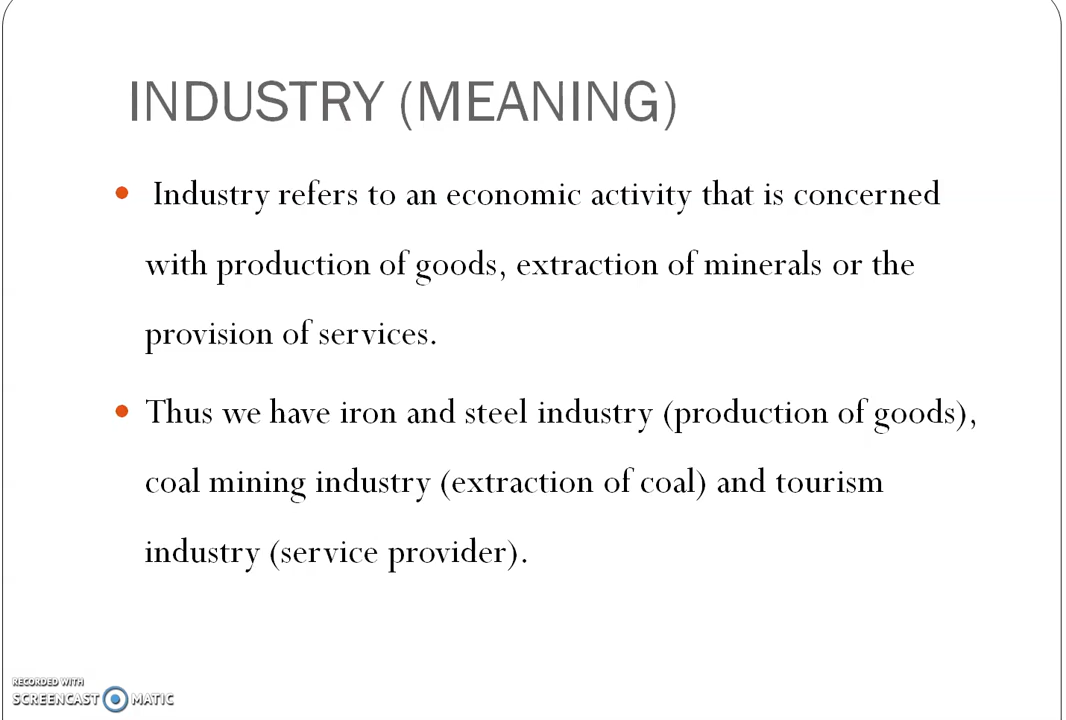 INDUSTRY (MEANING)
• Industry refers to an economic activity that is concerned
with production of goods, extraction of minerals or the
provision of services.
• Thus we have iron and steel industry (production of goods),
coal mining industry (extraction of coal) and tourism
industry (service provider).
RECORDED WITH
SCREENCAST MATIC